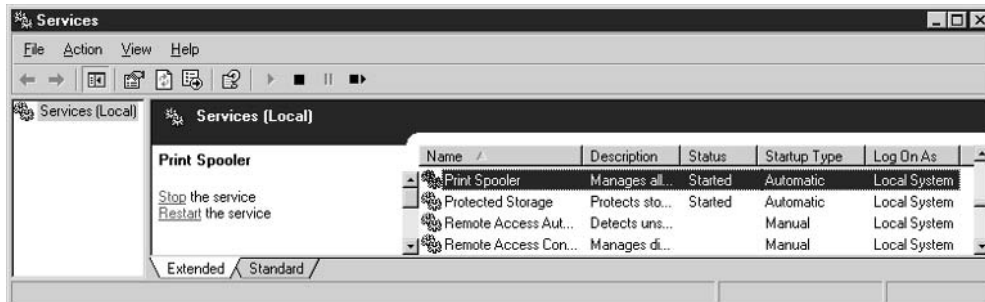 Services
File Action View Help
Services (Local)
Services (Local)
Print Spooler
Stop the service
Restart the service
Name Description Status Startup Type Log On As
Print Spooler Manages all... Started Automatic Local System
Protected Storage Protects sto... Started Automatic Local System
Remote Access Aut... Detects uns... Manual Local System
Remote Access Con... Manages di... Manual Local System
Extended Standard